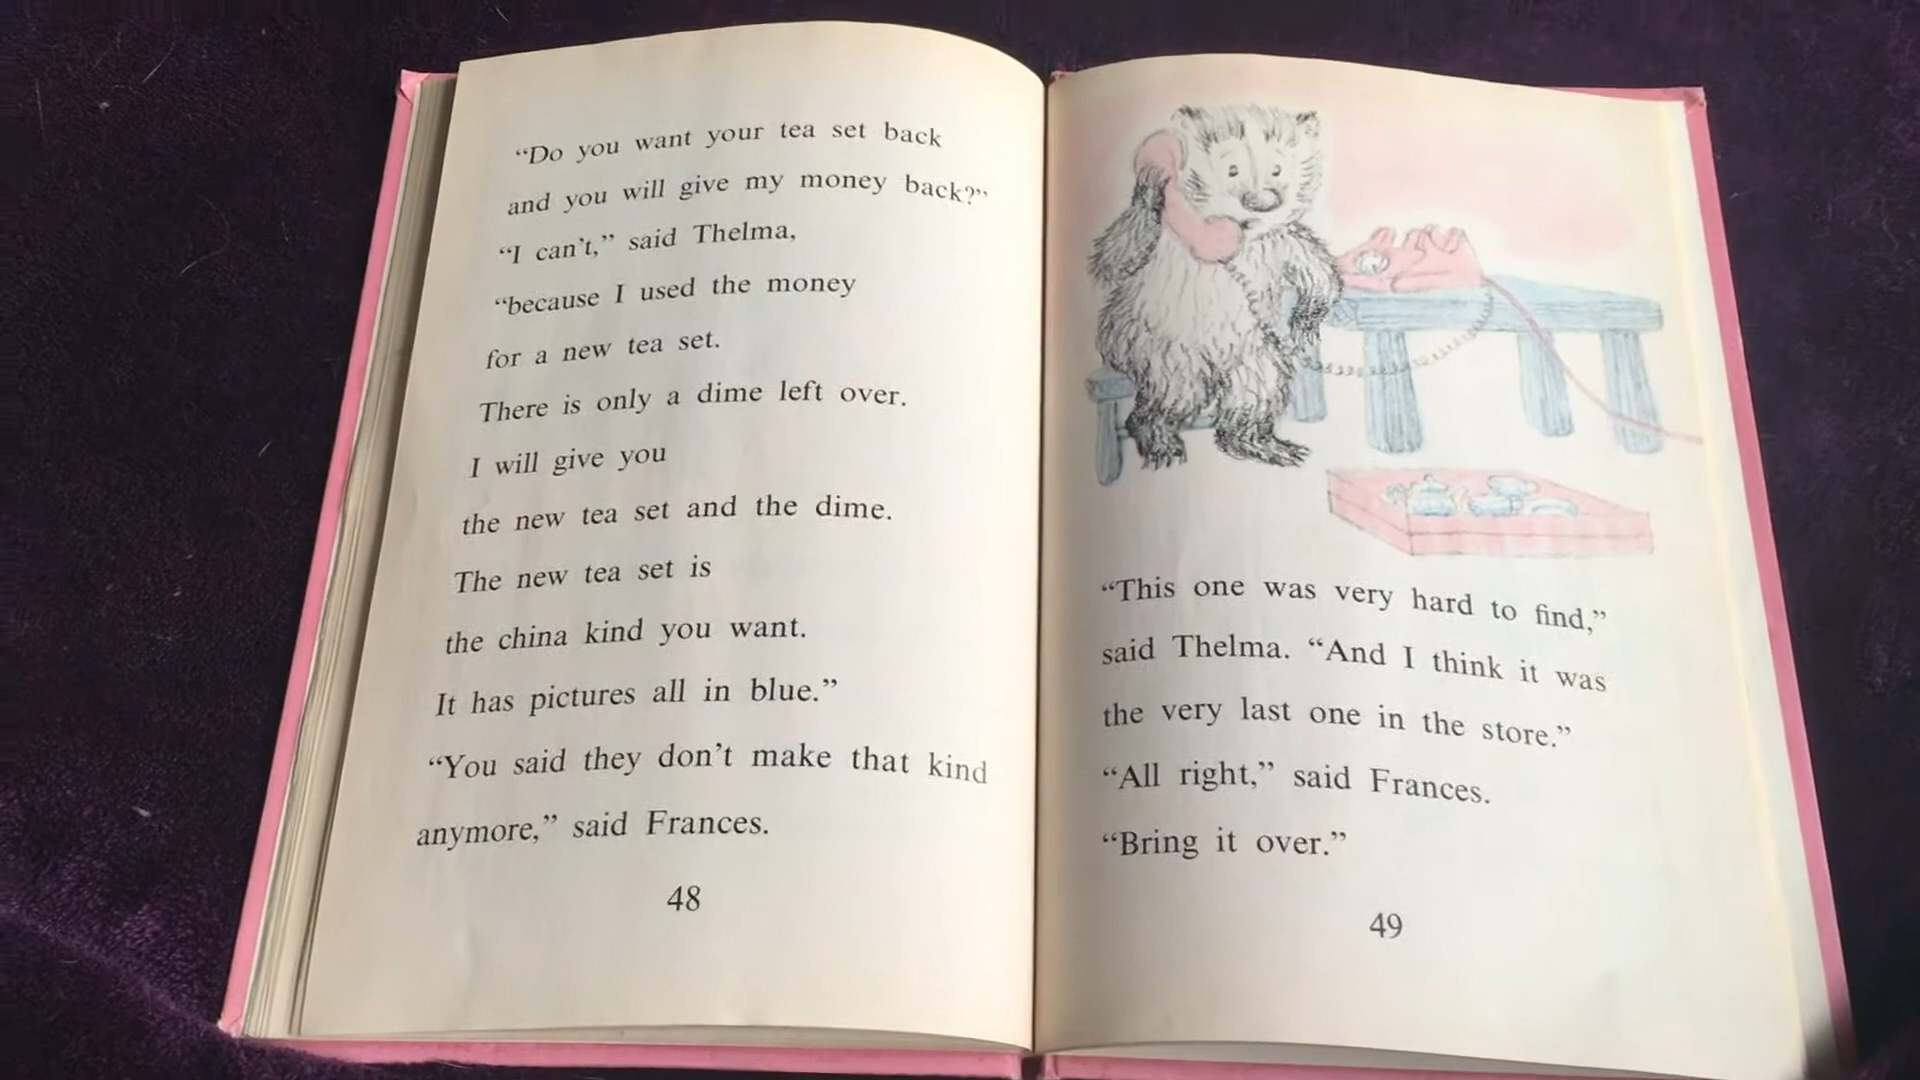 “Do you want your tea set back
and you will give my money back?”
“I can’t,” said Thelma,
“because I used the money
for a new tea set.
There is only a dime left over.
I will give you
the new tea set and the dime.
The new tea set is
the china kind you want.
It has pictures all in blue.”
“You said they don’t make that kind
anymore,” said Frances.
48
“This one was very hard to find,”
said Thelma. “And I think it was
the very last one in the store.”
“All right,” said Frances.
“Bring it over.”
49